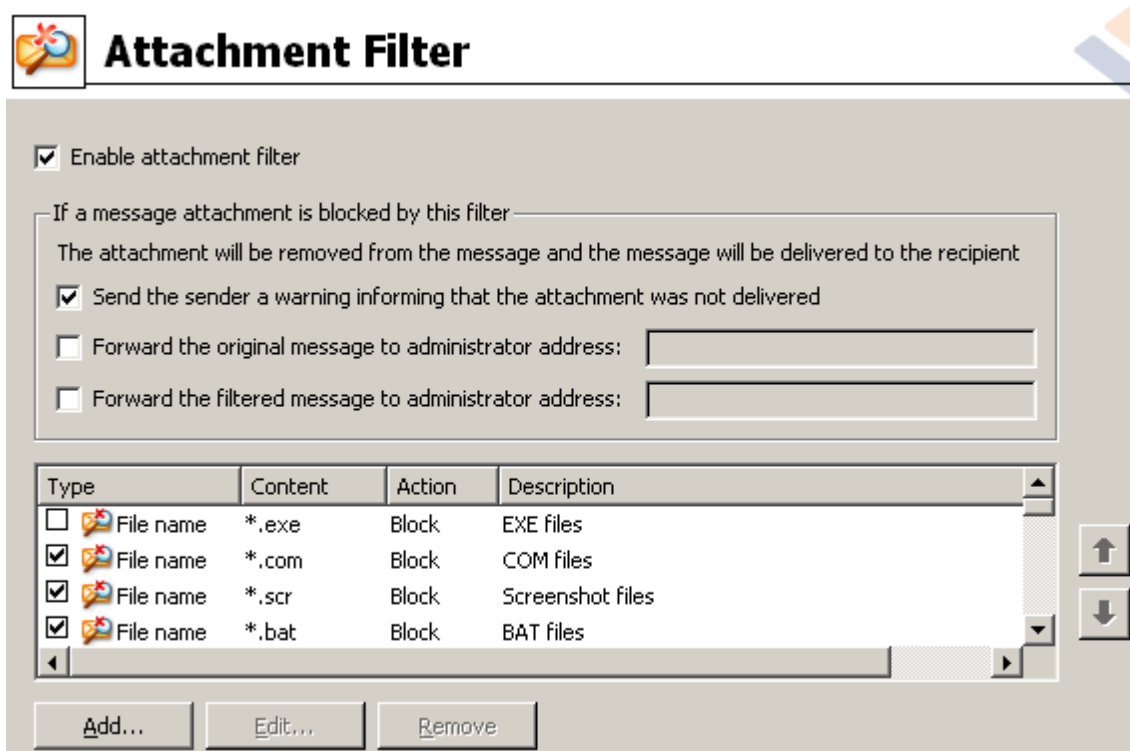 Attachment Filter
Enable attachment filter
If a message attachment is blocked by this filter
The attachment will be removed from the message and the message will be delivered to the recipient
Send the sender a warning informing that the attachment was not delivered
Forward the original message to administrator address:
Forward the filtered message to administrator address:
Type Content Action Description
File name *.exe Block EXE files
File name *.com Block COM files
File name *.scr Block Screenshot files
File name *.bat Block BAT files
Add... Edit... Remove